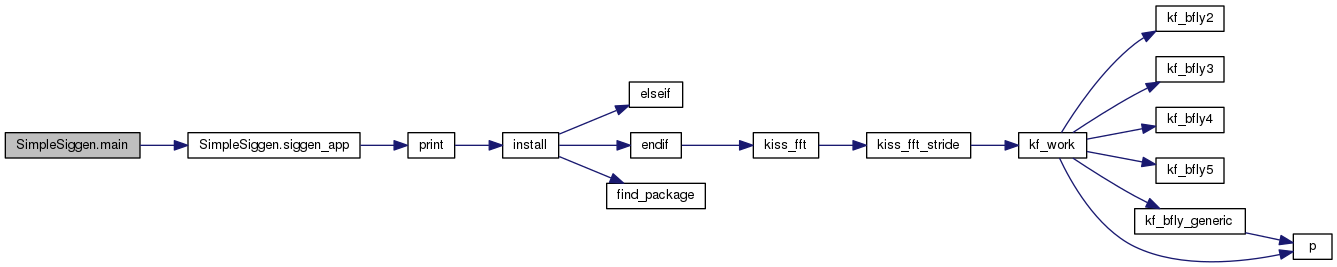 SimpleSiggen.main
SimpleSiggen.siggen_app
print
install
elseif
endif
find_package
kiss_fft
kiss_fft_stride
kf_work
kf_bfly2
kf_bfly3
kf_bfly4
kf_bfly5
kf_bfly_generic
p